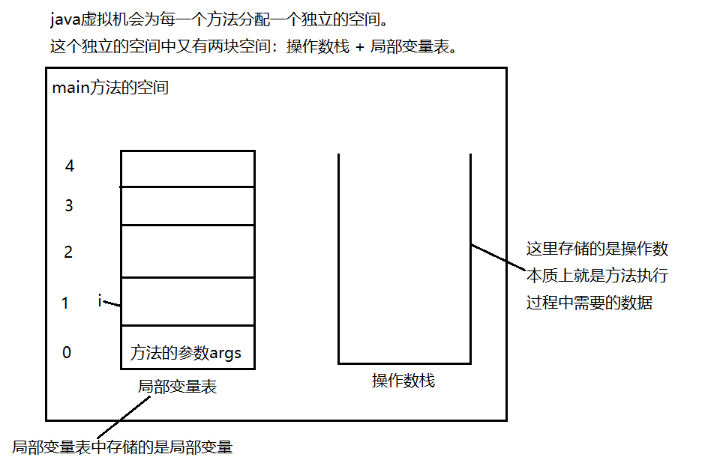 java虚拟机会为每一个方法分配一个独立的空间。
这个独立的空间中又有两块空间：操作数栈 + 局部变量表。
main方法的空间
4
3
2
1
i
0
方法的参数args
局部变量表
操作数栈
这里存储的是操作数
本质上就是方法执行
过程中需要的数据
局部变量表中存储的是局部变量